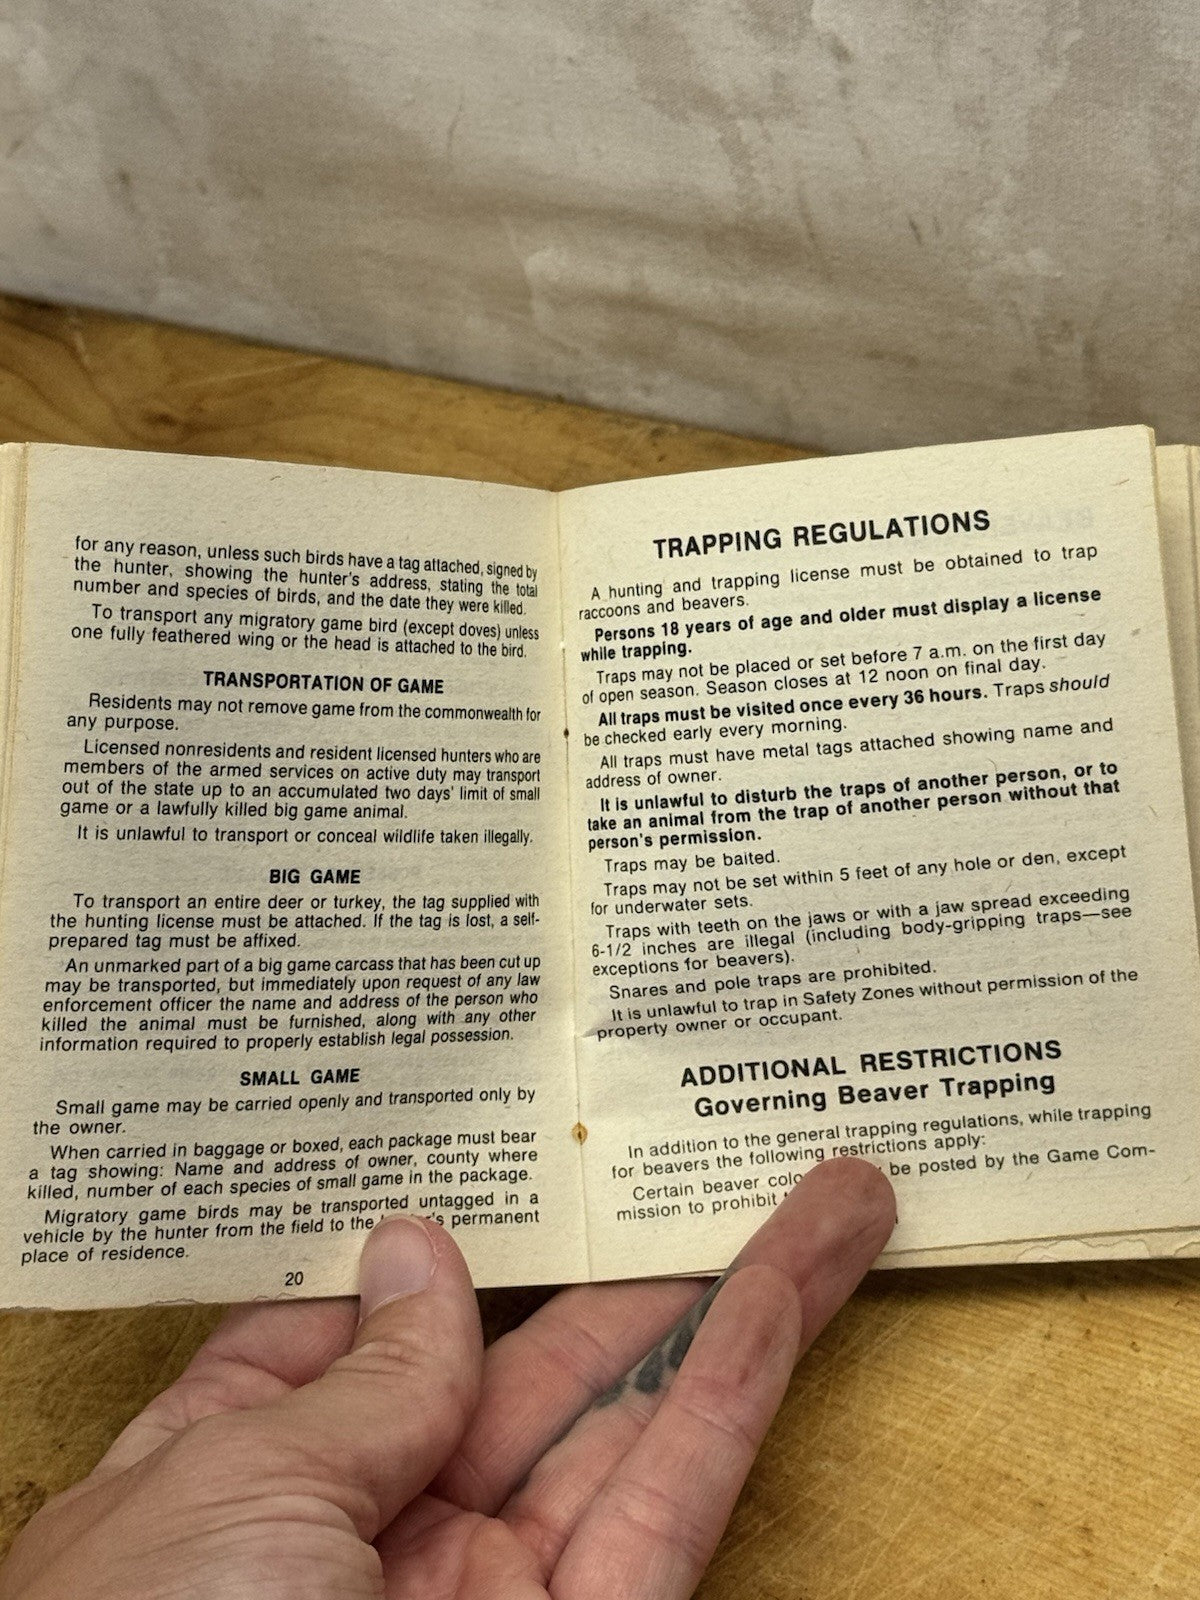 for any reason, unless such birds have a tag attached, signed by
the hunter, showing the hunter's address, stating the total
number and species of birds, and the date they were killed.
To transport any migratory game bird (except doves) unless
one fully feathered wing or the head is attached to the bird.
TRANSPORTATION OF GAME
Residents may not remove game from the commonwealth for
any purpose.
Licensed nonresidents and resident licensed hunters who are
members of the armed services on active duty may transport
out of the state up to an accumulated two days' limit of small
game or a lawfully killed big game animal.
It is unlawful to transport or conceal wildlife taken illegally.
BIG GAME
To transport an entire deer or turkey, the tag supplied with
the hunting license must be attached. If the tag is lost, a self-
prepared tag must be affixed.
An unmarked part of a big game carcass that has been cut up
may be transported, but immediately upon request of any law
enforcement officer the name and address of the person who
killed the animal must be furnished, along with any other
information required to properly establish legal possession.
SMALL GAME
Small game may be carried openly and transported only by
the owner.
When carried in baggage or boxed, each package must bear
a tag showing: Name and address of owner, county where
killed, number of each species of small game in the package.
Migratory game birds may be transported untagged in a
vehicle by the hunter from the field to the permanent
place of residence.
20
TRAPPING REGULATIONS
A hunting and trapping license must be obtained to trap
raccoons and beavers.
Persons 18 years of age and older must display a license
while trapping.
Traps may not be placed or set before 7 a.m. on the first day
of open season. Season closes at 12 noon on final day.
All traps must be visited once every 36 hours. Traps should
be checked early every morning.
All traps must have metal tags attached showing name and
address of owner.
It is unlawful to disturb the traps of another person, or to
take an animal from the trap of another person without that
person's permission.
Traps may be baited.
Traps may not be set within 5 feet of any hole or den, except
for underwater sets.
Traps with teeth on the jaws or with a jaw spread exceeding
6-1/2 inches are illegal (including body-gripping traps—see
exceptions for beavers).
Snares and pole traps are prohibited.
It is unlawful to trap in Safety Zones without permission of the
property owner or occupant.
ADDITIONAL RESTRICTIONS
Governing Beaver Trapping
In addition to the general trapping regulations, while trapping
for beavers the following restrictions apply:
Certain beaver be posted by the Game Com-
mission to prohibit